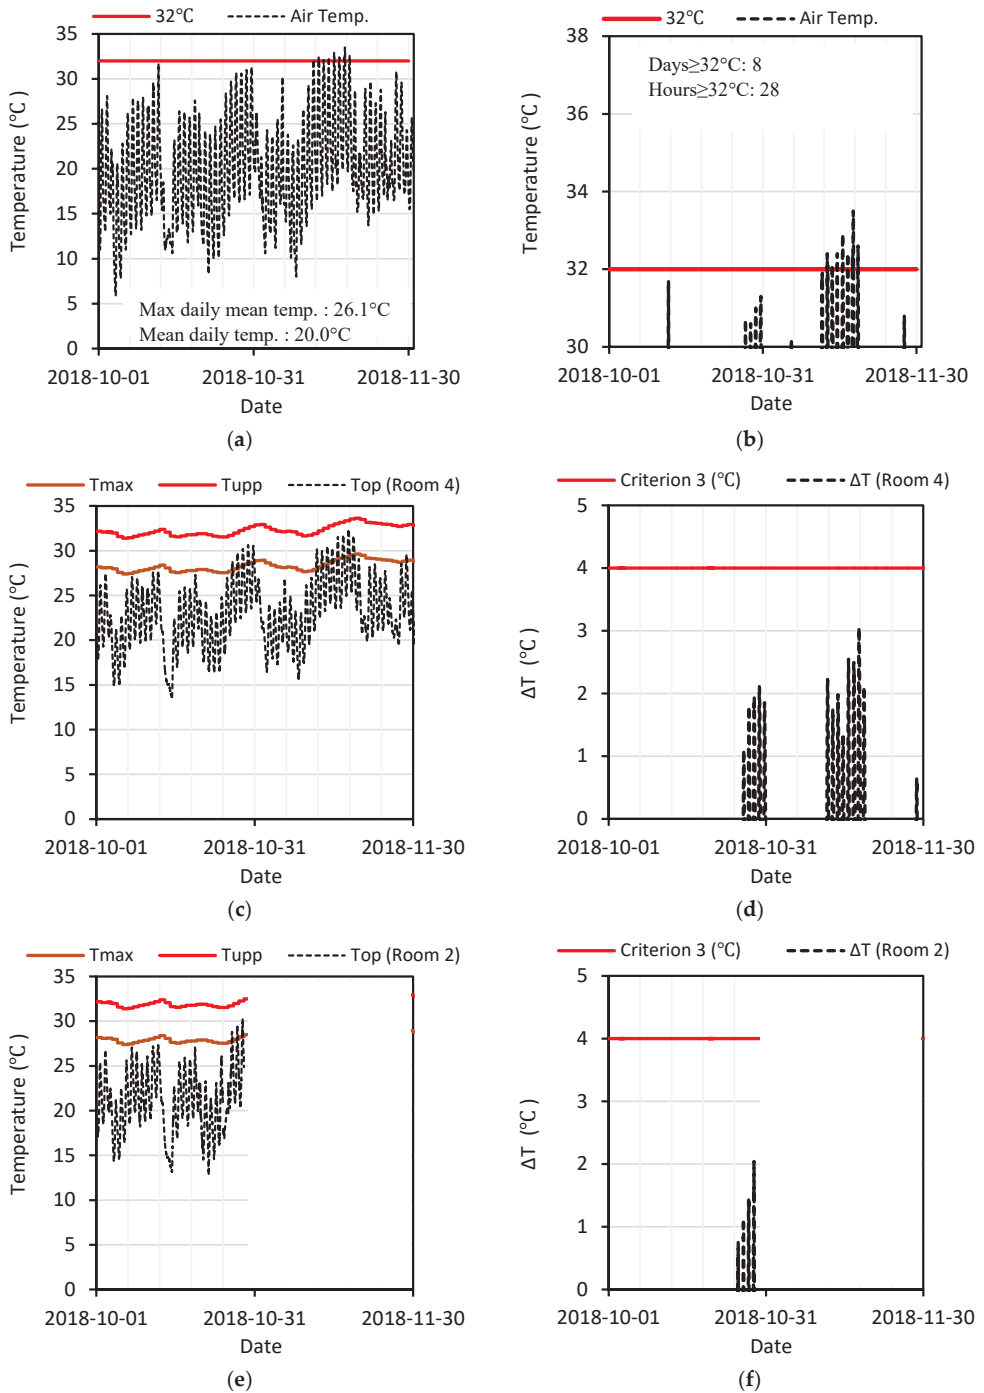 32℃ Air Temp.
35
30
25
20
15
10
5
0
Temperature (℃ )
Max daily mean temp. : 26.1°C
Mean daily temp. : 20.0°C
2018-10-01 2018-10-31 2018-11-30
Date
(a)
32℃ Air Temp.
38
36
34
32
30
Temperature (℃ )
Days≥32°C: 8
Hours≥32°C: 28
2018-10-01 2018-10-31 2018-11-30
Date
(b)
Tmax Tupp Top (Room 4)
35
30
25
20
15
10
5
0
Temperature (℃ )
2018-10-01 2018-10-31 2018-11-30
Date
(c)
Criterion 3 (℃) ΔT (Room 4)
5
4
3
2
1
0
ΔT (℃ )
2018-10-01 2018-10-31 2018-11-30
Date
(d)
Tmax Tupp Top (Room 2)
35
30
25
20
15
10
5
0
Temperature (℃ )
2018-10-01 2018-10-31 2018-11-30
Date
(e)
Criterion 3 (℃) ΔT (Room 2)
5
4
3
2
1
0
ΔT (℃ )
2018-10-01 2018-10-31 2018-11-30
Date
(f)